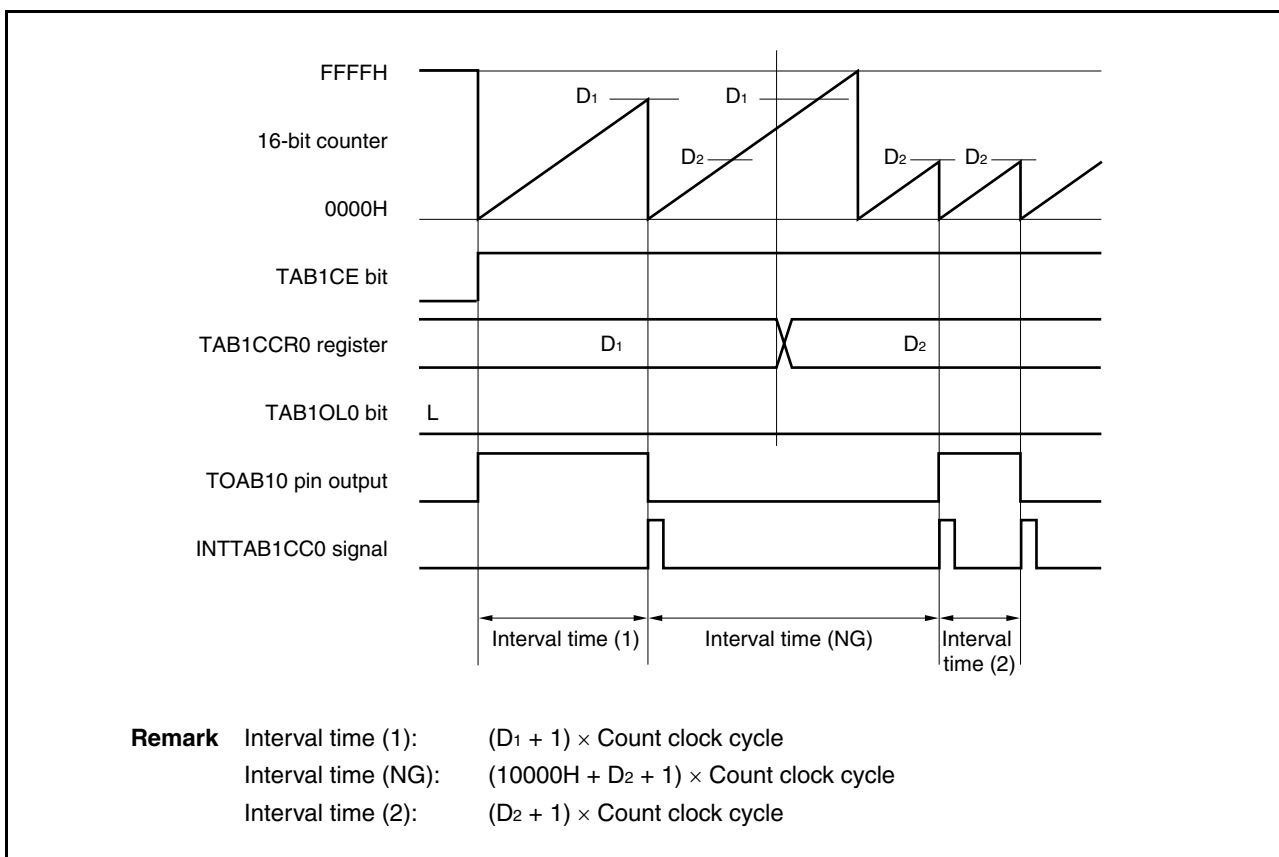 FFFFH
D1
D1
16-bit counter
D2
D2
D2
0000H
TAB1CE bit
TAB1CCR0 register
D1
D2
TAB1OL0 bit
L
TOAB10 pin output
INTTAB1CC0 signal
Interval time (1)
Interval time (NG)
Interval
time (2)
Remark Interval time (1): (D1 + 1) × Count clock cycle
Interval time (NG): (10000H + D2 + 1) × Count clock cycle
Interval time (2): (D2 + 1) × Count clock cycle